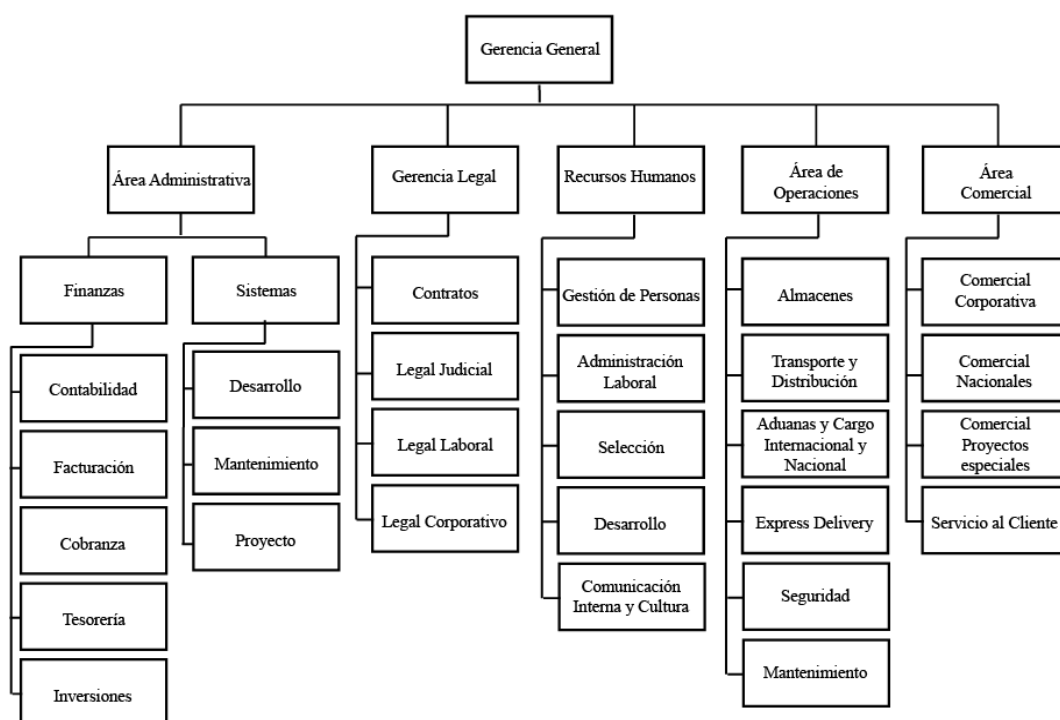 Gerencia General
Área Administrativa
Gerencia Legal
Recursos Humanos
Área de
Operaciones
Área
Comercial
Finanzas
Sistemas
Contabilidad
Facturación
Cobranza
Tesorería
Inversiones
Desarrollo
Mantenimiento
Proyecto
Contratos
Legal Judicial
Legal Laboral
Legal Corporativo
Gestión de Personas
Administración
Laboral
Selección
Desarrollo
Comunicación
Interna y Cultura
Almacenes
Transporte y
Distribución
Aduanas y Cargo
Internacional y
Nacional
Express Delivery
Seguridad
Mantenimiento
Comercial
Corporativa
Comercial
Nacionales
Comercial
Proyectos
especiales
Servicio al Cliente